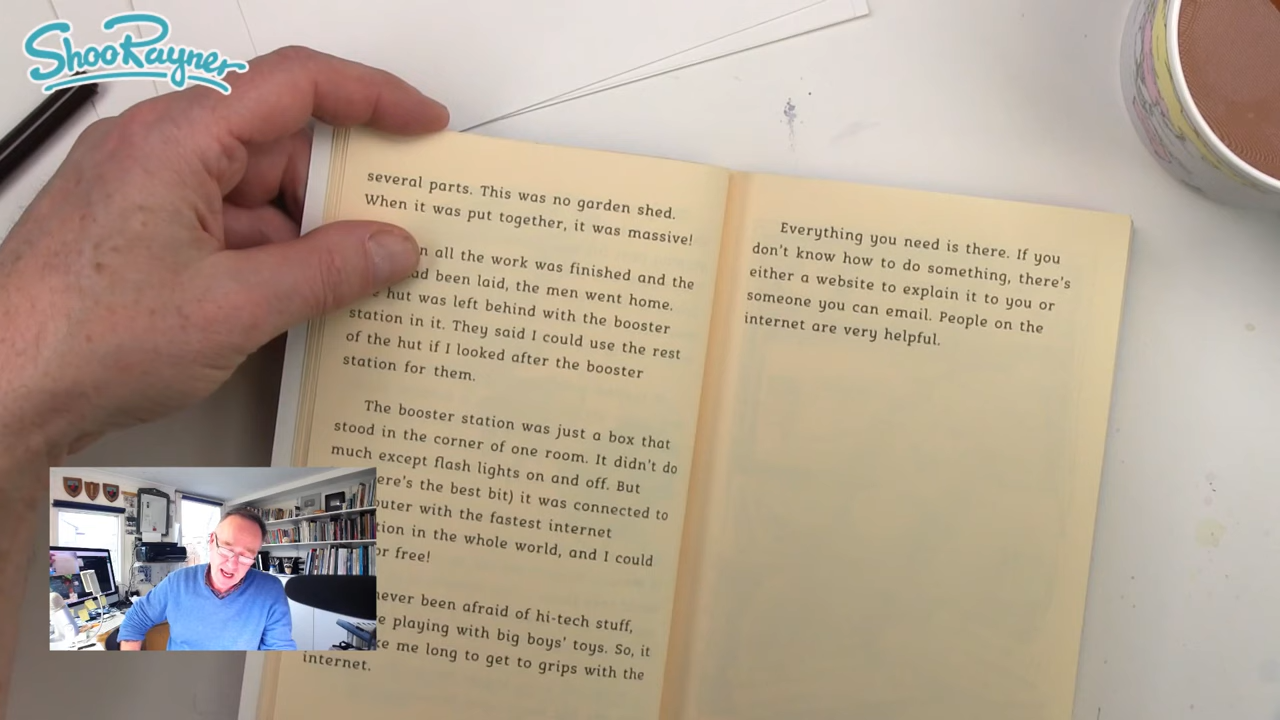 ShooRayner
several parts. This was no garden shed.
When it was put together, it was massive!
all the work was finished and the
had been laid, the men went home.
hut was left behind with the booster
station in it. They said I could use the rest
of the hut if I looked after the booster
station for them.
The booster station was just a box that
stood in the corner of one room. It didn't do
much except flash lights on and off. But
the best bit) it was connected to
with the fastest internet
in the whole world, and I could
for free!
never been afraid of hi-tech stuff,
playing with big boys' toys. So, it
me long to get to grips with the
internet.
Everything you need is there. If you
don't know how to do something, there's
either a website to explain it to you or
someone you can email. People on the
internet are very helpful.